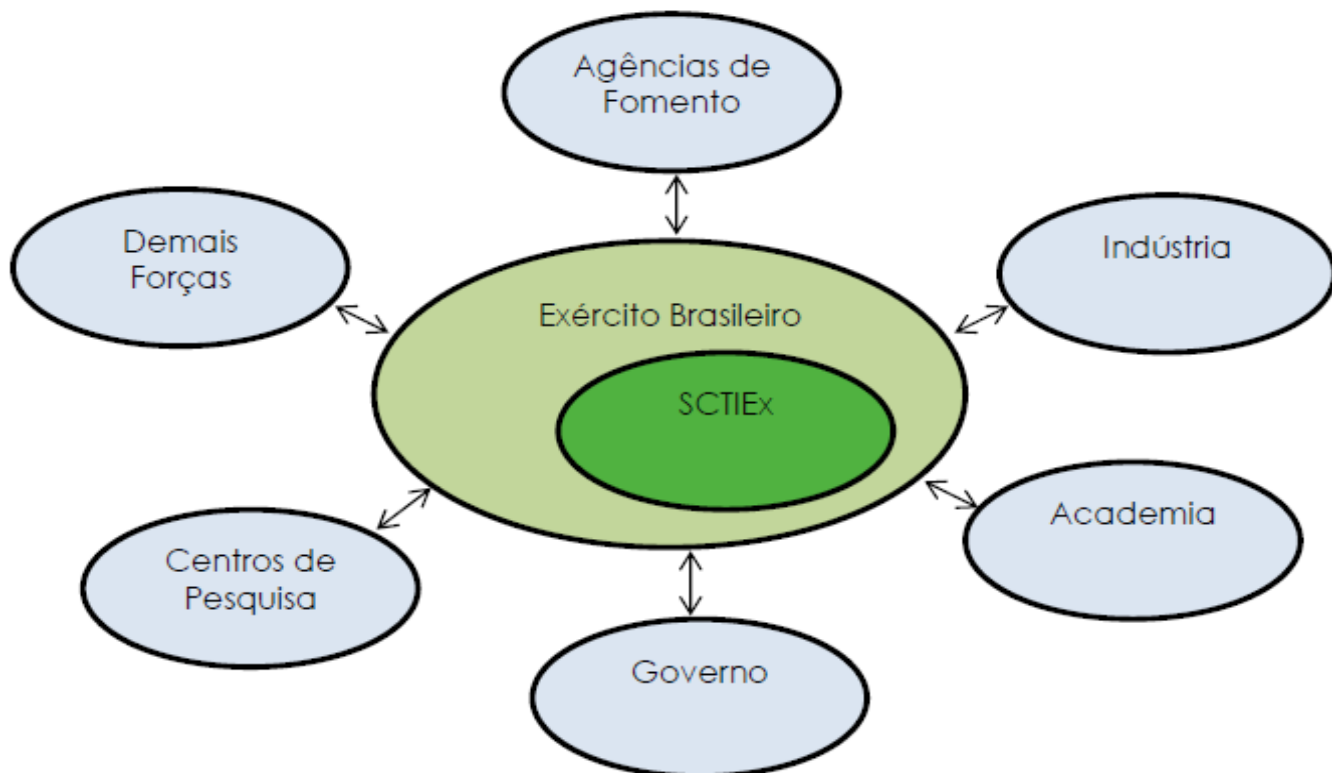 Agências de
Fomento
Demais
Forças
Indústria
Exército Brasileiro
SCTIEx
Academia
Centros de
Pesquisa
Governo